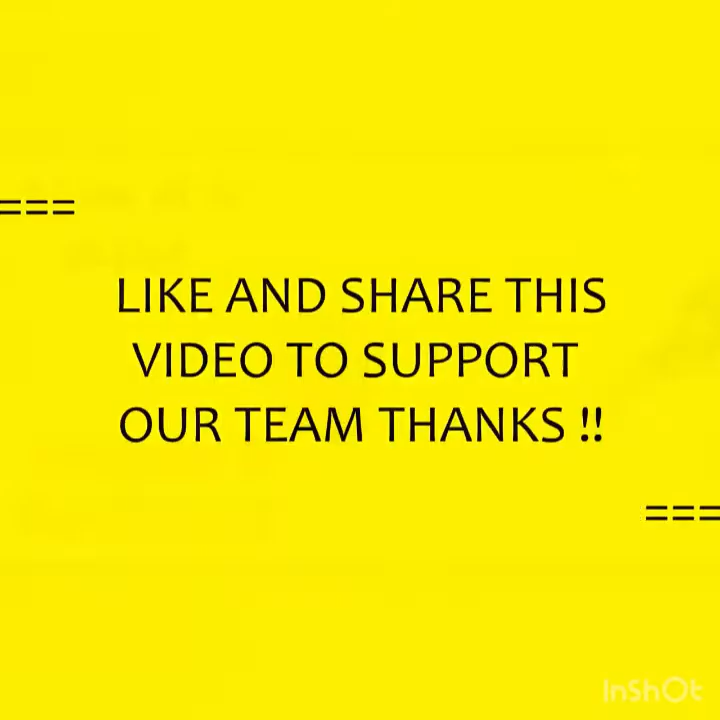 ===
LIKE AND SHARE THIS
VIDEO TO SUPPORT
OUR TEAM THANKS !!
===
InShOt